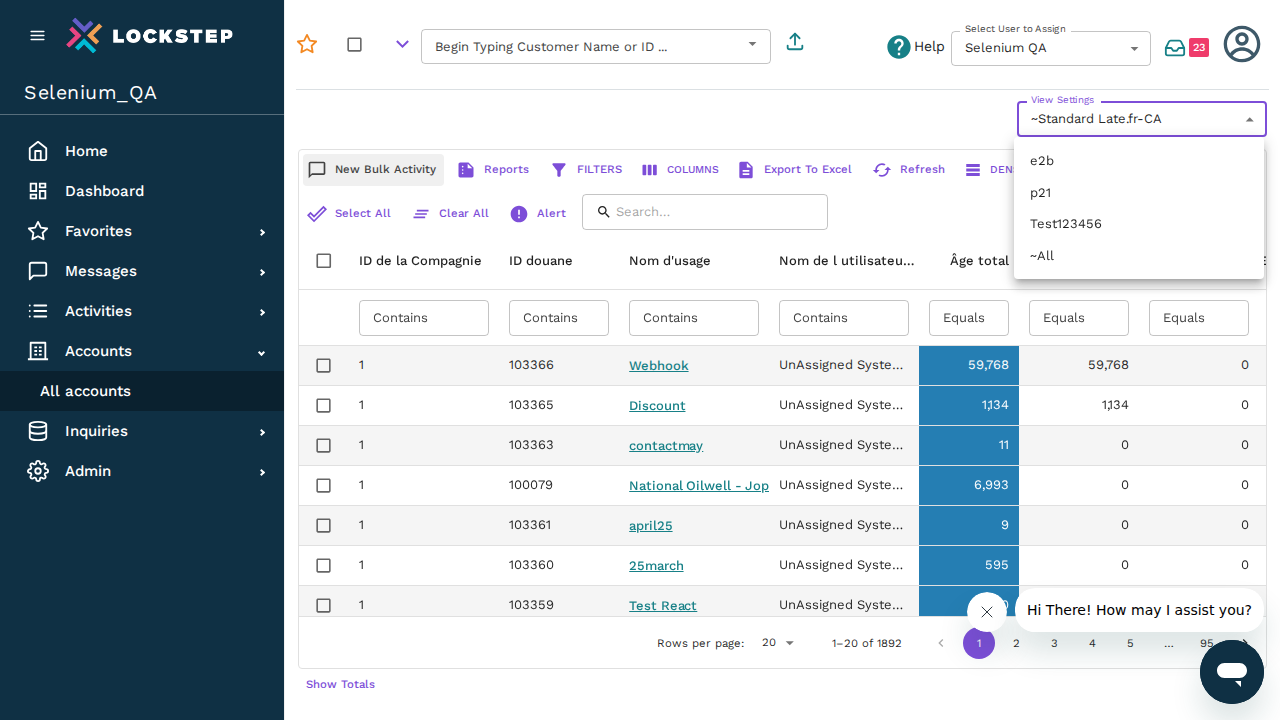 LOCKSTEP
Selenium_QA
Home
Dashboard
Favorites
Messages
Activities
Accounts
All accounts
Inquiries
Admin
Begin Typing Customer Name or ID ...
Help
Select User to Assign
Selenium QA
23
View Settings
~Standard Late.fr-CA
e2b
p21
Test123456
~All
New Bulk Activity
Reports
FILTERS
COLUMNS
Export To Excel
Refresh
Select All
Clear All
Alert
Search...
ID de la Compagnie ID douane Nom d'usage Nom de l utilisateu... Âge total
Contains Contains Contains Contains Equals Equals Equals
1 103366 Webhook UnAssigned Syste... 59,768 59,768 0
1 103365 Discount UnAssigned Syste... 1,134 1,134 0
1 103363 contactmay UnAssigned Syste... 11 0 0
1 100079 National Oilwell - Jop UnAssigned Syste... 6,993 0 0
1 103361 april25 UnAssigned Syste... 9 0 0
1 103360 25march UnAssigned Syste... 595 0 0
1 103359 Test React UnAssigned Syste...
Hi There! How may I assist you?
Rows per page: 20 1–20 of 1892 1 2 3 4 5 ... 95
Show Totals